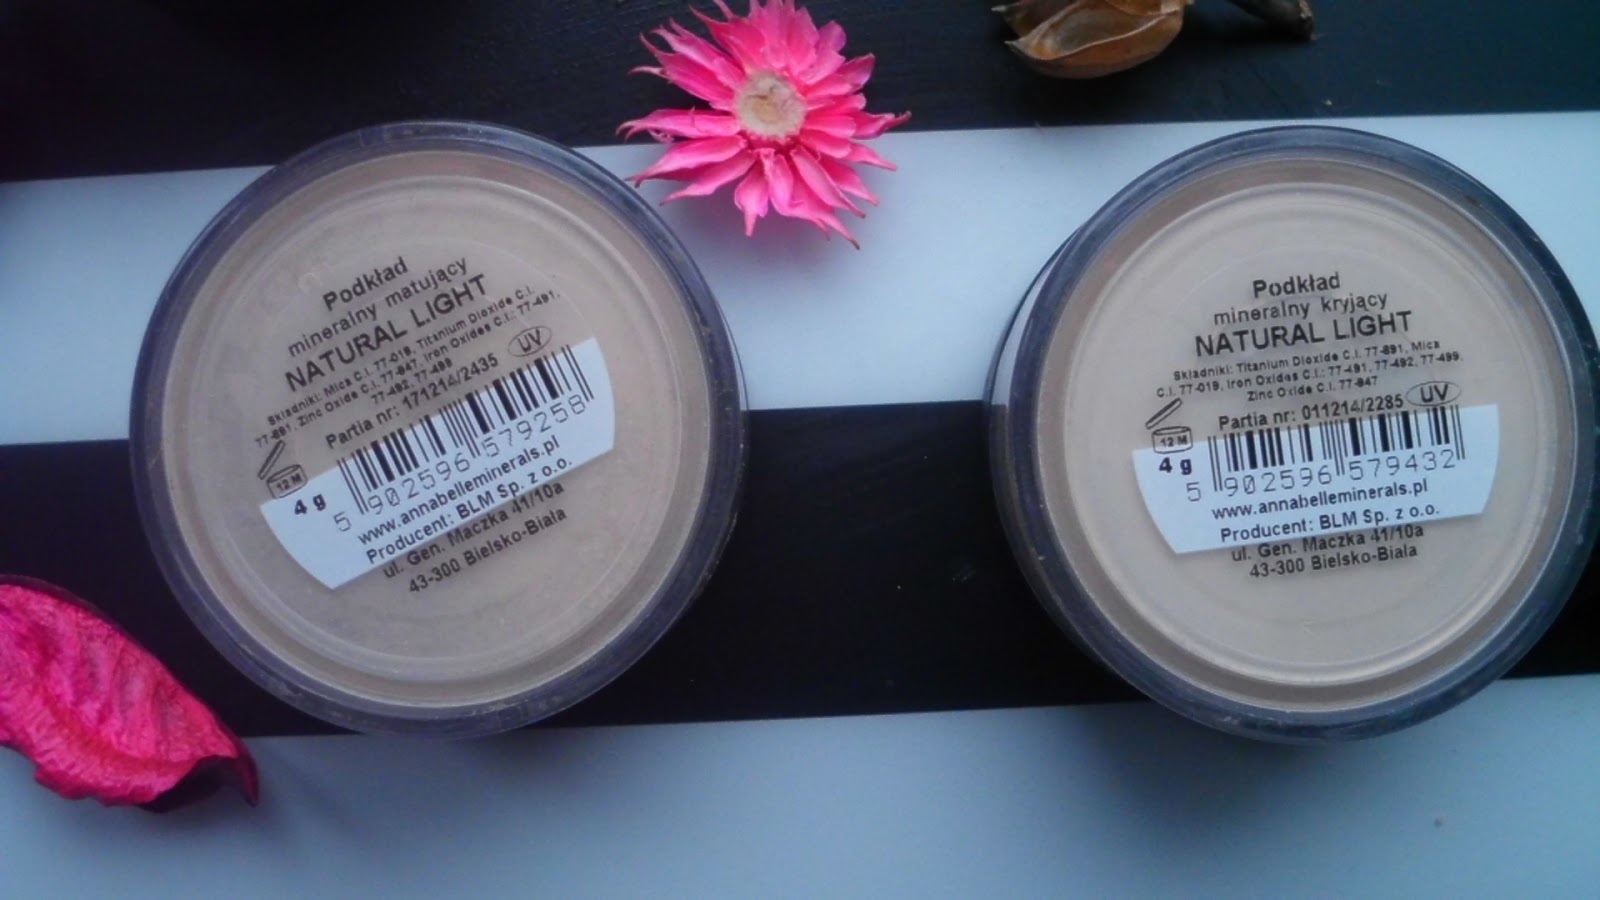 Podkład
mineralny matujący
NATURAL LIGHT
Składniki: Mica C.I. 77-019, Titanium Dioxide C.I.
77-891, Zinc Oxide C.I. 77-947, Iron Oxides C.I.: 77-491,
77-492, 77-499
Partia nr: 171214/2435 UV
12 M
4 g
5 902596 579258
www.annabelleminerals.pl
Producent: BLM Sp. z o.o.
ul. Gen. Maczka 41/10a
43-300 Bielsko-Biała
Podkład
mineralny kryjący
NATURAL LIGHT
Składniki: Titanium Dioxide C.I. 77-891, Mica
C.I. 77-019, Iron Oxides C.I.: 77-491, 77-492, 77-499,
Zinc Oxide C.I. 77-947
Partia nr: 011214/2285 UV
12 M
4 g
5 902596 579432
www.annabelleminerals.pl
Producent: BLM Sp. z o.o.
ul. Gen. Maczka 41/10a
43-300 Bielsko-Biała